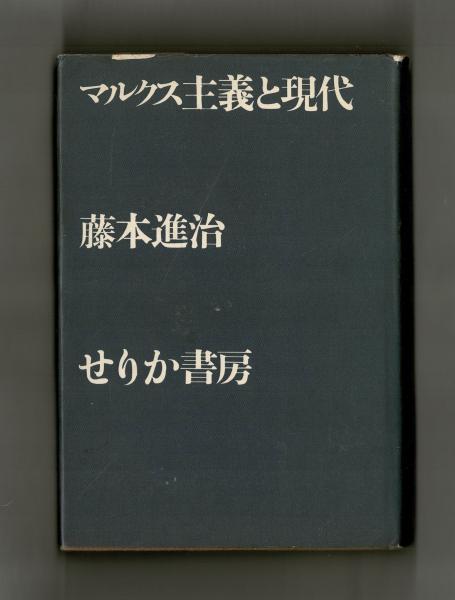 マルクス主義と現代
藤本進治
せりか書房